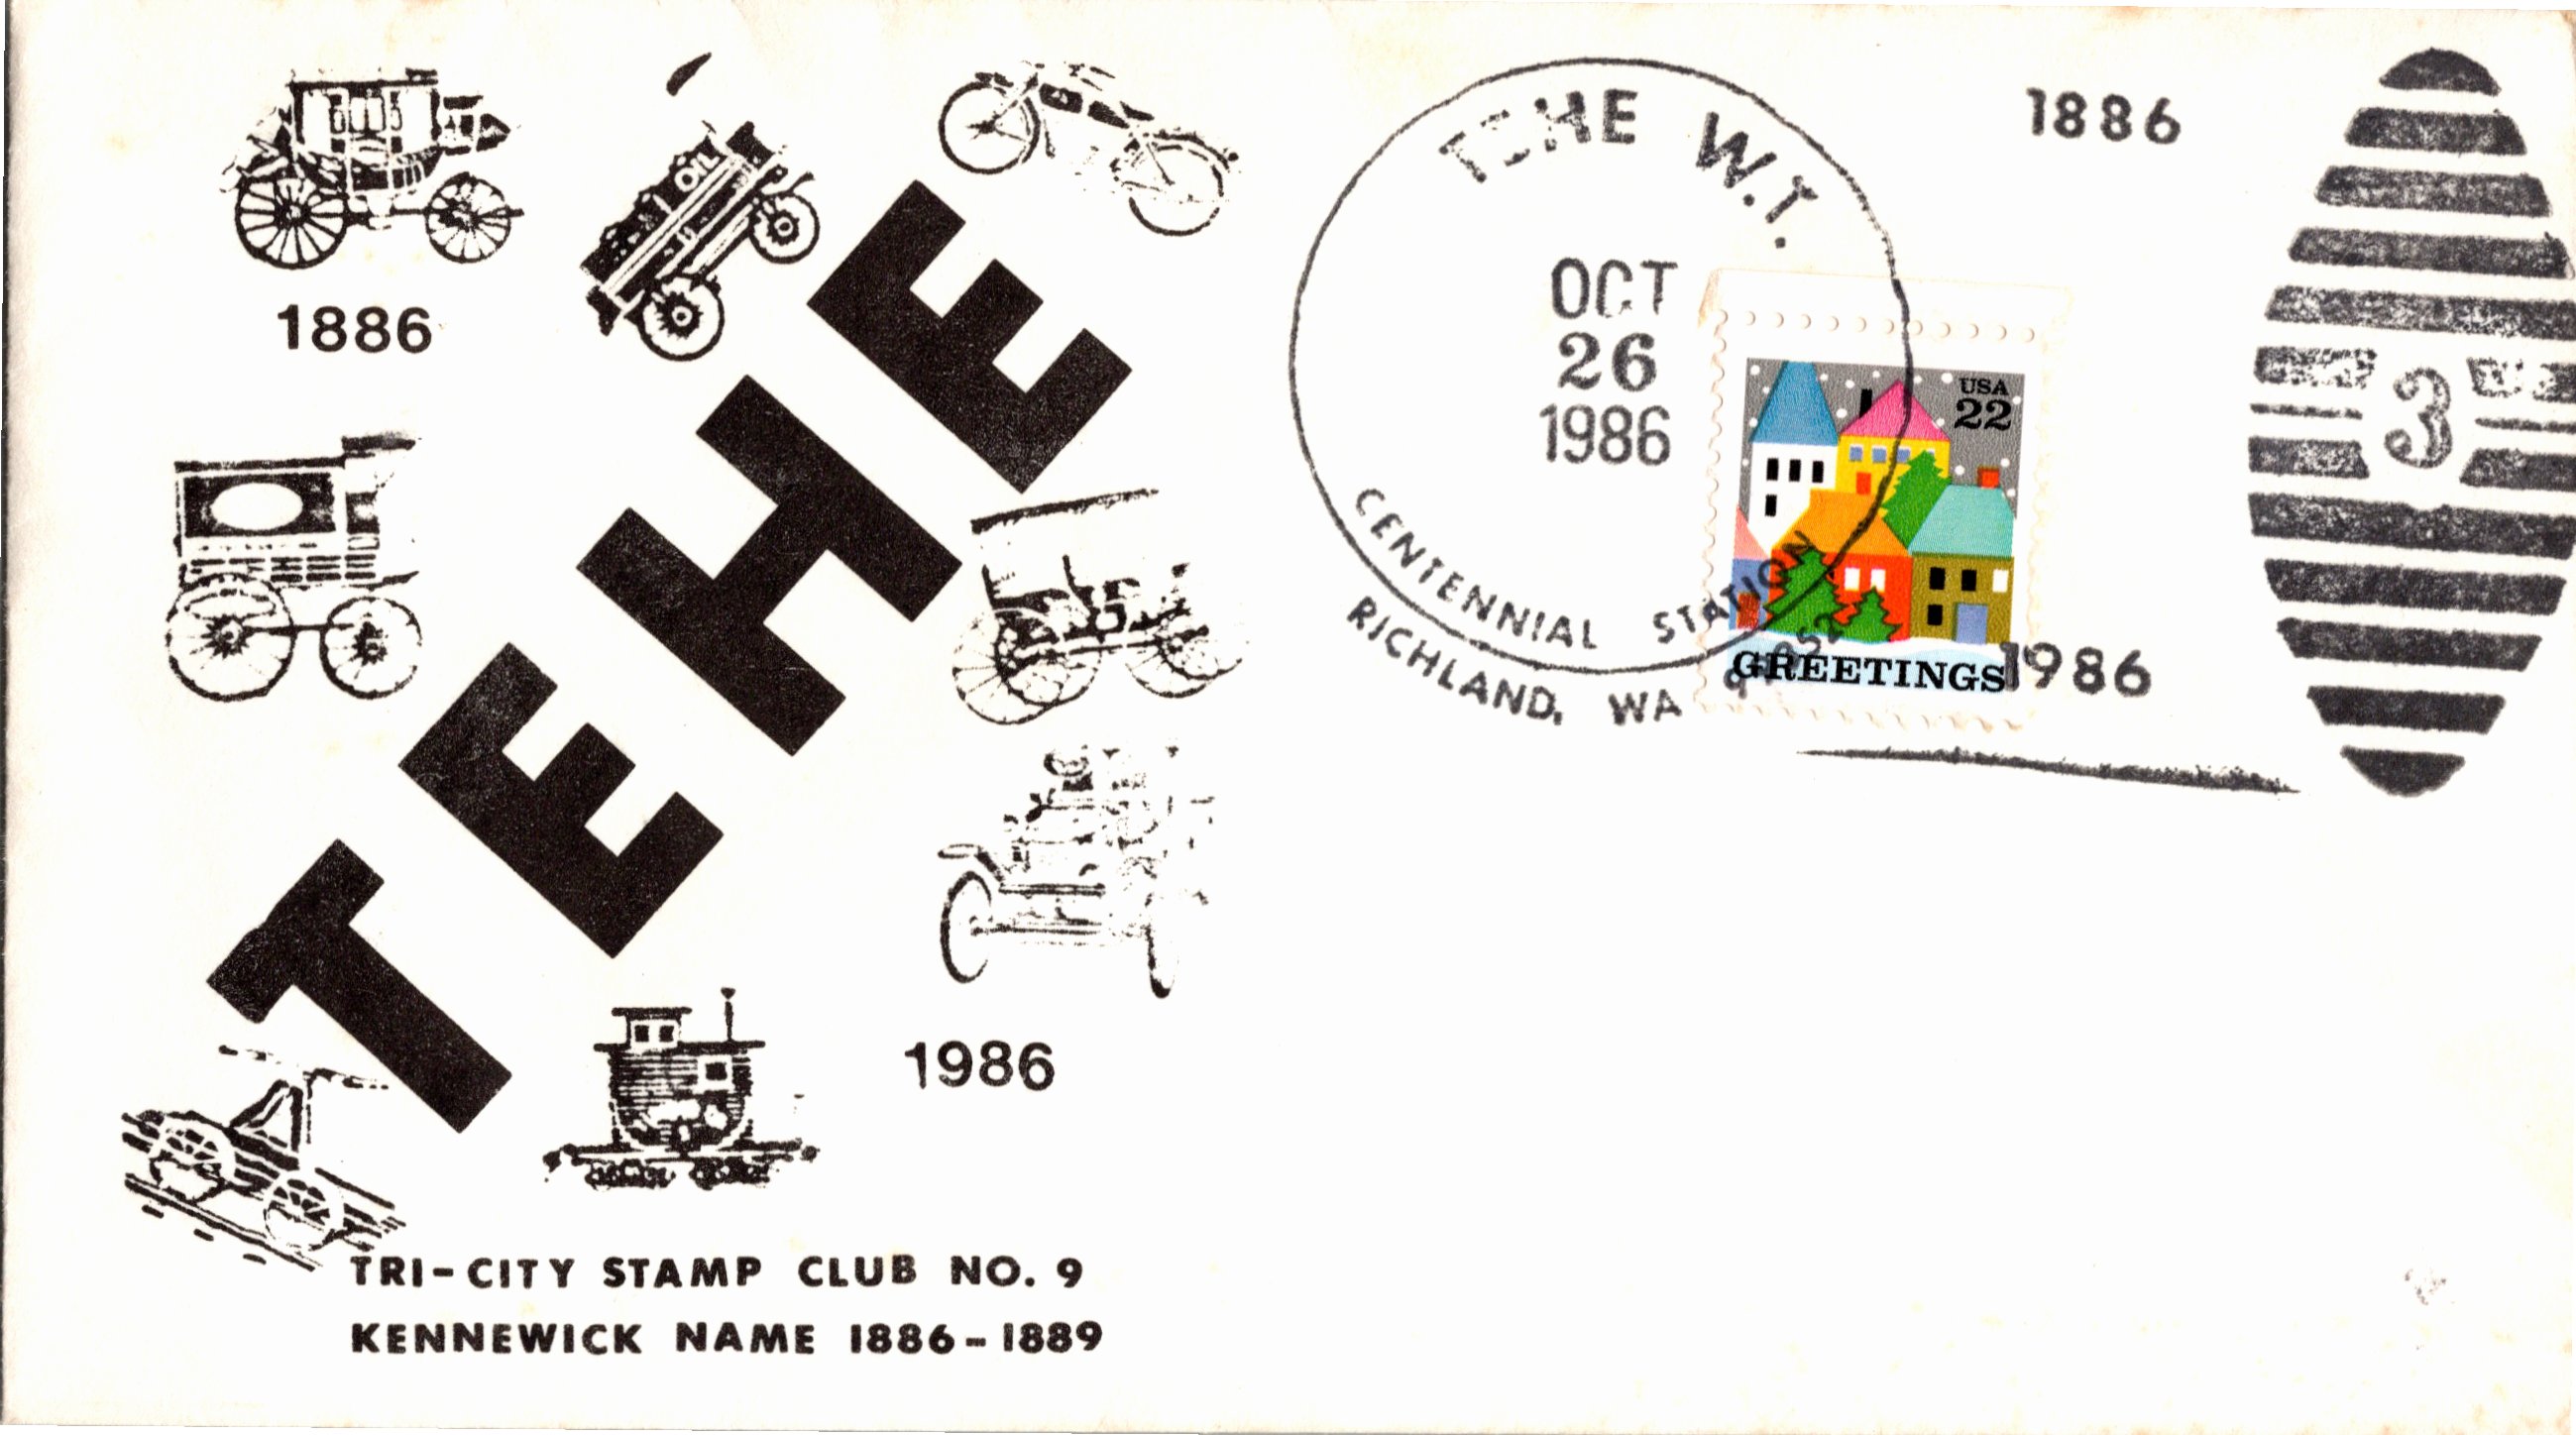 1886
OIL
TEHE
1986
TRI-CITY STAMP CLUB NO. 9
KENNEWICK NAME 1886-1889
W.T.
OCT
26
1986
CENTENNIAL STATION
RICHLAND, WA
1886
3
USA
22
GREETINGS
1986